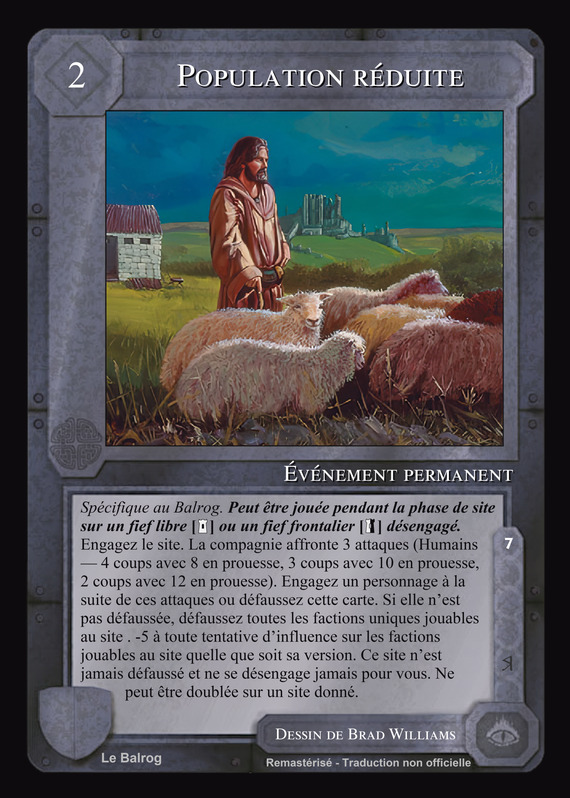 2
POPULATION RÉDUITE
ÉVÉNEMENT PERMANENT
Spécifique au Balrog. Peut être jouée pendant la phase de site
sur un fief libre [] ou un fief frontalier [] désengagé.
Engagez le site. La compagnie affronte 3 attaques (Humains
— 4 coups avec 8 en prouesse, 3 coups avec 10 en prouesse,
2 coups avec 12 en prouesse). Engagez un personnage à la
suite de ces attaques ou défaussez cette carte. Si elle n’est
pas défaussée, défaussez toutes les factions uniques jouables
au site . -5 à toute tentative d’influence sur les factions
jouables au site quelle que soit sa version. Ce site n’est
jamais défaussé et ne se désengage jamais pour vous. Ne
peut être doublée sur un site donné.
7
DESSIN DE BRAD WILLIAMS
Le Balrog
Remastérisé - Traduction non officielle